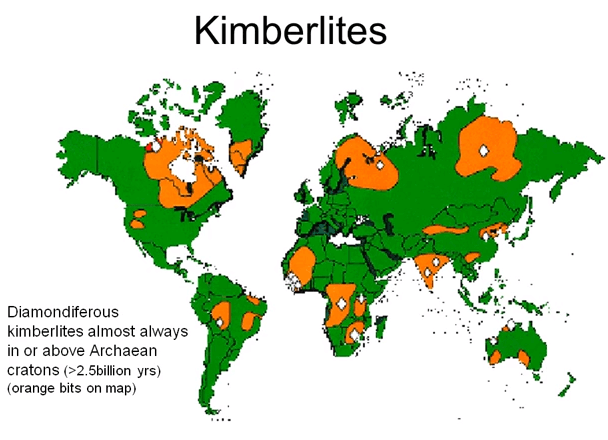 Kimberlites
Diamondiferous
kimberlites almost always
in or above Archaean
cratons (>2.5billion yrs)
(orange bits on map)